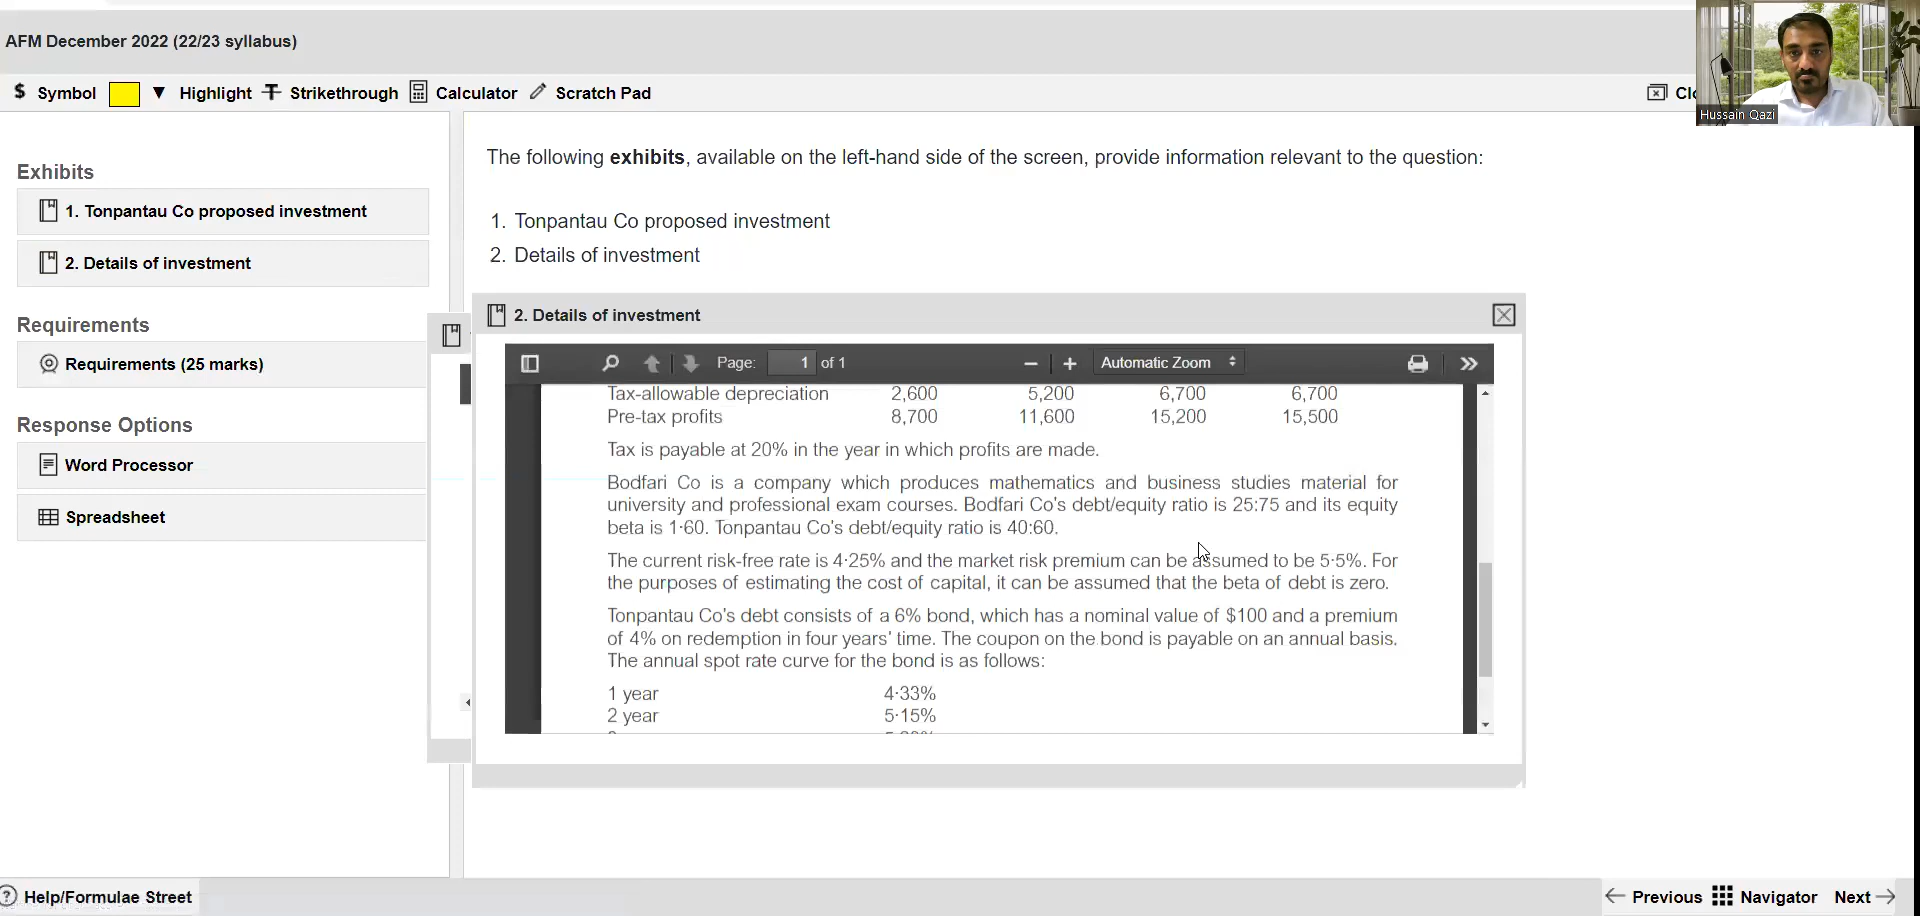 AFM December 2022 (22/23 syllabus)
$ Symbol ▼ Highlight T Strikethrough Calculator Scratch Pad
Hussain Qazi
Exhibits
1. Tonpantau Co proposed investment
2. Details of investment
Requirements
Requirements (25 marks)
Response Options
Word Processor
Spreadsheet
The following exhibits, available on the left-hand side of the screen, provide information relevant to the question:
1. Tonpantau Co proposed investment
2. Details of investment
2. Details of investment
Page: 1 of 1 Automatic Zoom
Tax-allowable depreciation 2,600 5,200 6,700 6,700
Pre-tax profits 8,700 11,600 15,200 15,500
Tax is payable at 20% in the year in which profits are made.
Bodfari Co is a company which produces mathematics and business studies material for
university and professional exam courses. Bodfari Co's debt/equity ratio is 25:75 and its equity
beta is 1·60. Tonpantau Co's debt/equity ratio is 40:60.
The current risk-free rate is 4·25% and the market risk premium can be assumed to be 5·5%. For
the purposes of estimating the cost of capital, it can be assumed that the beta of debt is zero.
Tonpantau Co's debt consists of a 6% bond, which has a nominal value of $100 and a premium
of 4% on redemption in four years' time. The coupon on the bond is payable on an annual basis.
The annual spot rate curve for the bond is as follows:
1 year 4·33%
2 year 5·15%
? Help/Formulae Street
Previous Navigator Next